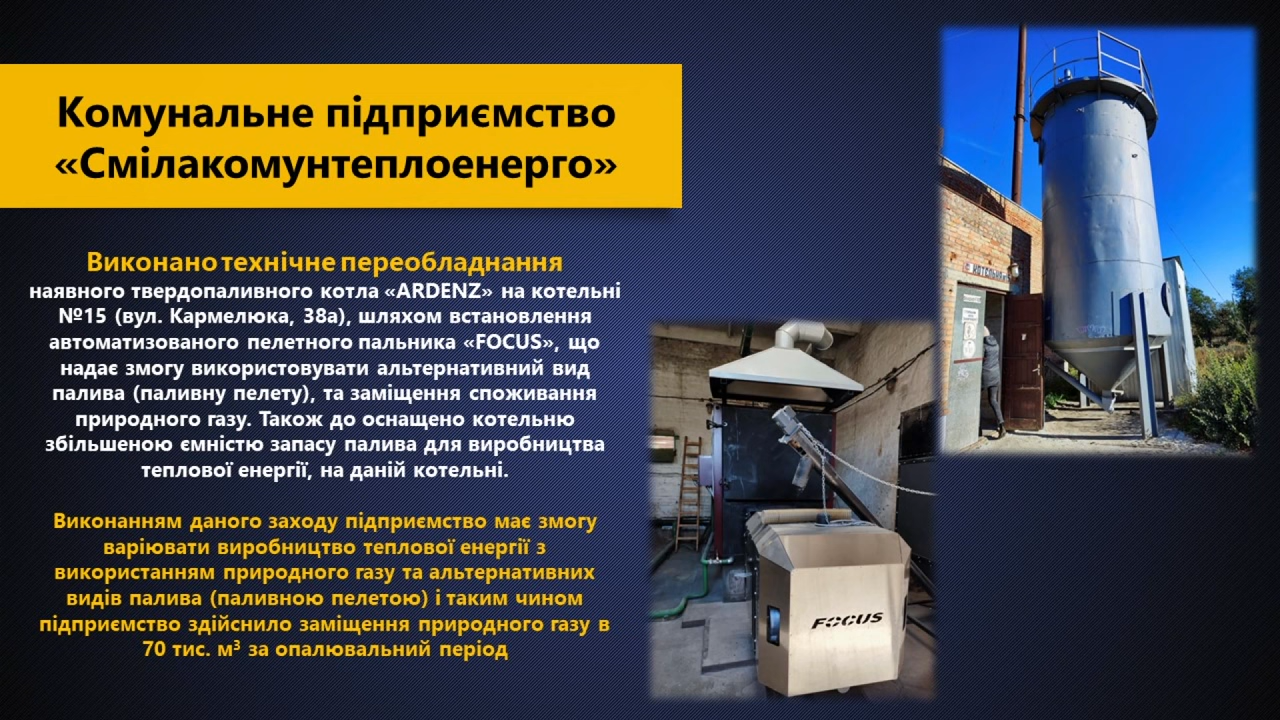 Комунальне підприємство
«Смілакомунтеплоенерго»
Виконано технічне переобладнання
наявного твердопаливного котла «ARDENZ» на котельні
№15 (вул. Кармелюка, 38а), шляхом встановлення
автоматизованого пелетного пальника «FOCUS», що
надає змогу використовувати альтернативний вид
палива (паливну пелету), та заміщення споживання
природного газу. Також до оснащено котельню
збільшеною ємністю запасу палива для виробництва
теплової енергії, на даній котельні.
Виконанням даного заходу підприємство має змогу
варіювати виробництво теплової енергії з
використанням природного газу та альтернативних
видів палива (паливною пелетою) і таким чином
підприємство здійснило заміщення природного газу в
70 тис. м³ за опалювальний період
FOCUS